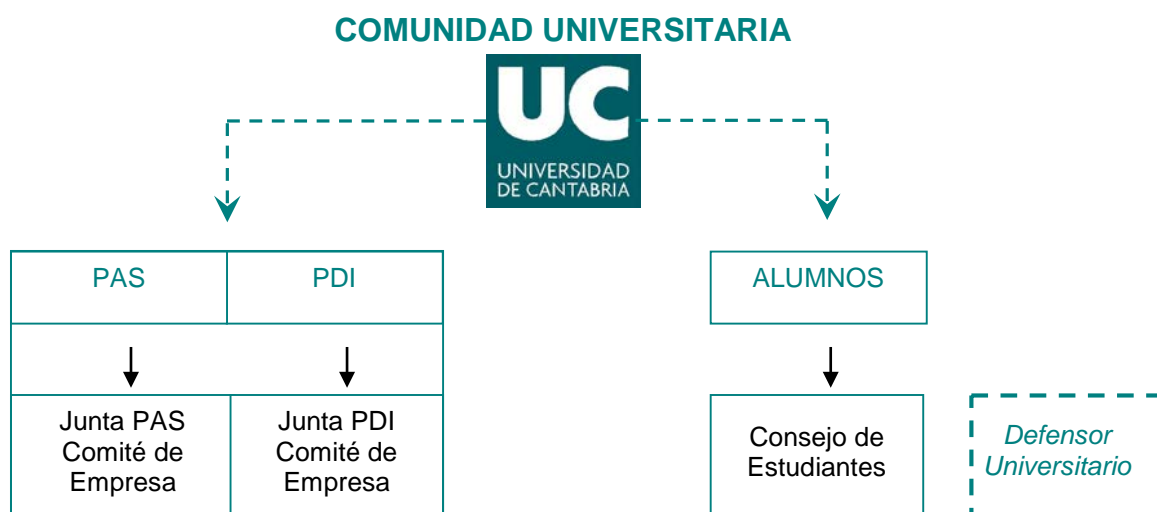 COMUNIDAD UNIVERSITARIA
UC
UNIVERSIDAD
DE CANTABRIA
PAS
PDI
ALUMNOS
Junta PAS
Comité de
Empresa
Junta PDI
Comité de
Empresa
Consejo de
Estudiantes
Defensor
Universitario